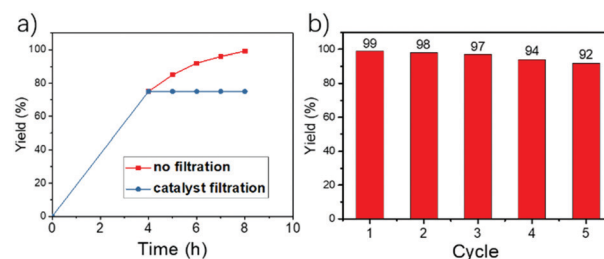 a)
100
80
60
40
20
0
Yield (%)
no filtration
catalyst filtration
0 2 4 6 8 10
Time (h)
b)
99 98 97 94 92
100
80
60
40
20
0
Yield (%)
1 2 3 4 5
Cycle